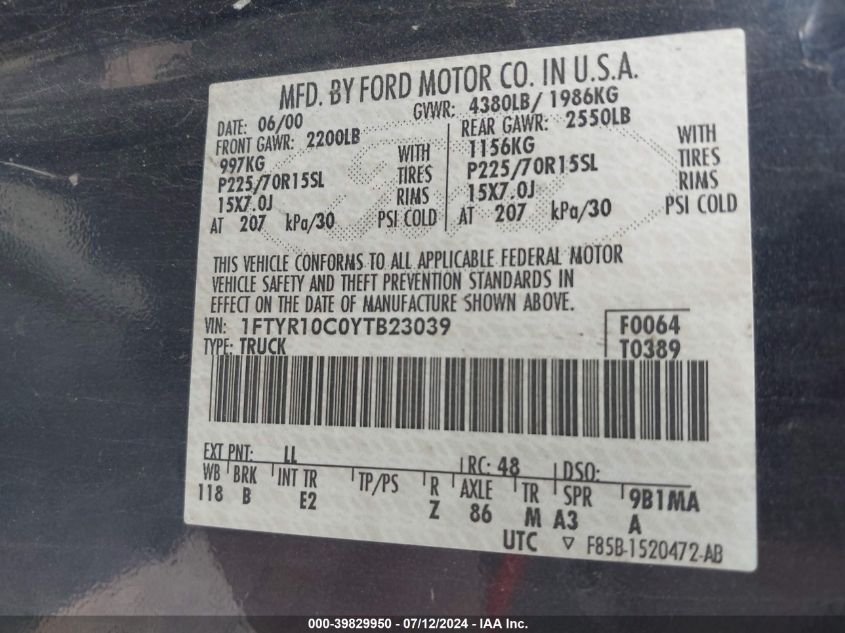 MFD. BY FORD MOTOR CO. IN U.S.A.
DATE: 06/00 GVWR: 4380LB/ 1986KG
FRONT GAWR: 2200LB REAR GAWR: 2550LB
997KG WITH 1156KG WITH
P225/70R15SL TIRES P225/70R15SL TIRES
15X7.0J RIMS 15X7.0J RIMS
AT 207 kPa/30 PSI COLD AT 207 kPa/30 PSI COLD
THIS VEHICLE CONFORMS TO ALL APPLICABLE FEDERAL MOTOR
VEHICLE SAFETY AND THEFT PREVENTION STANDARDS IN
EFFECT ON THE DATE OF MANUFACTURE SHOWN ABOVE.
VIN: 1FTYR10C0YTB23039 F0064
TYPE: TRUCK T0389
EXT PNT: LL RC: 48 DSO:
WB BRK INT TR TP/PS R AXLE TR SPR 9B1MA
118 B E2 Z 86 M A3 A
UTC ▽ F85B-1520472-AB
000-39829950 - 07/12/2024 - IAA Inc.